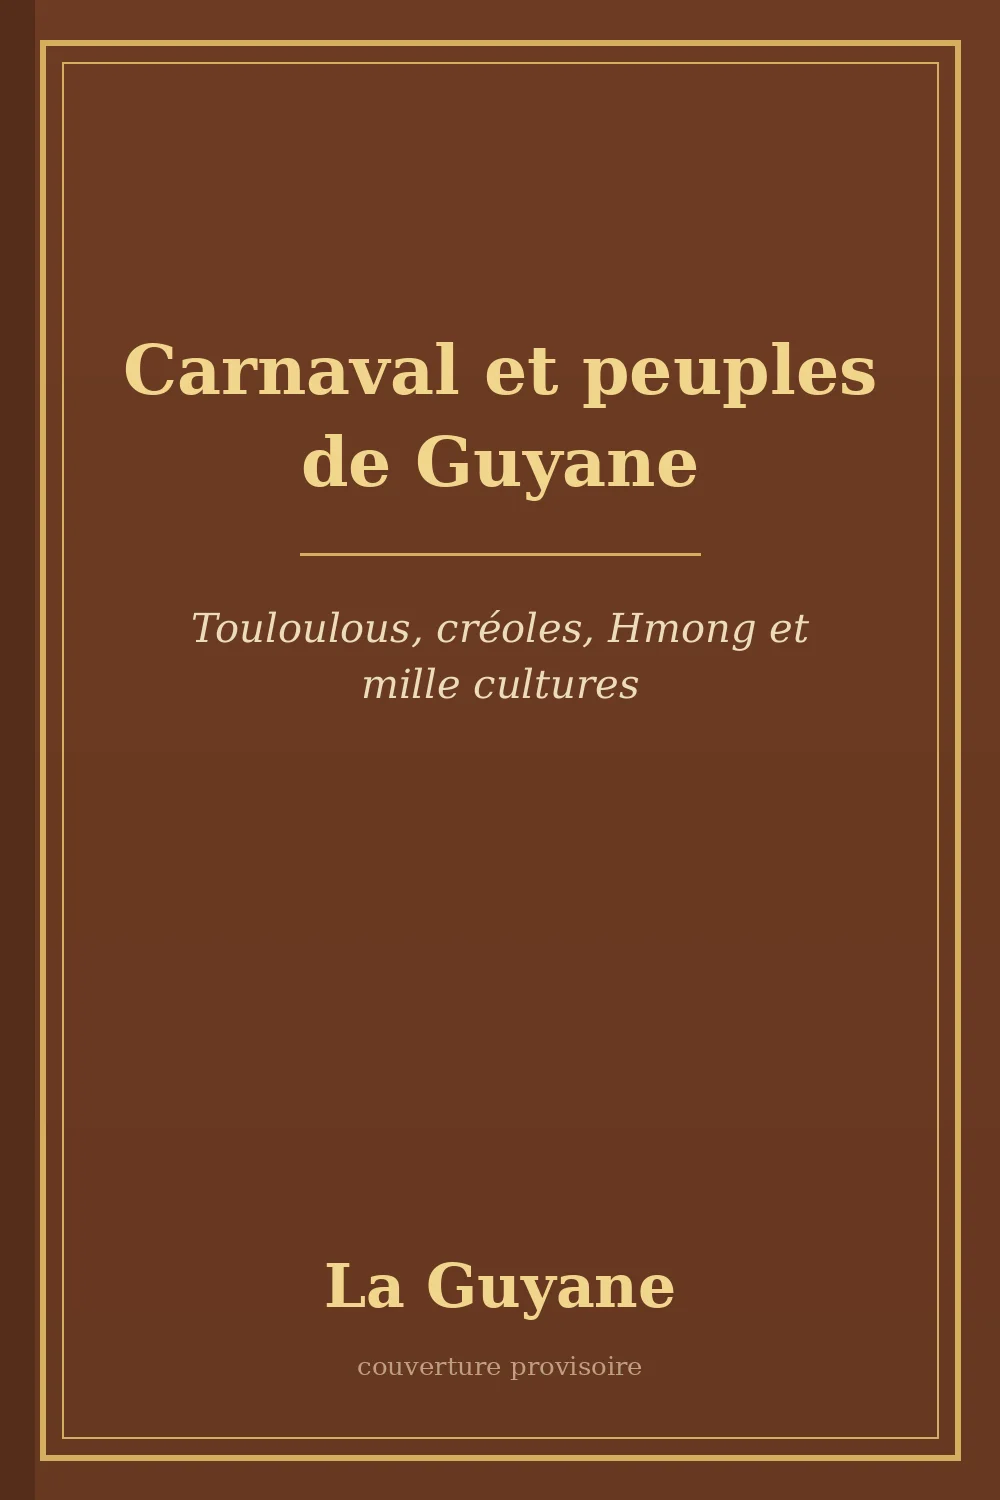 Carnaval et peuples
de Guyane
Touloulous, créoles, Hmong et
mille cultures
La Guyane
couverture provisoire